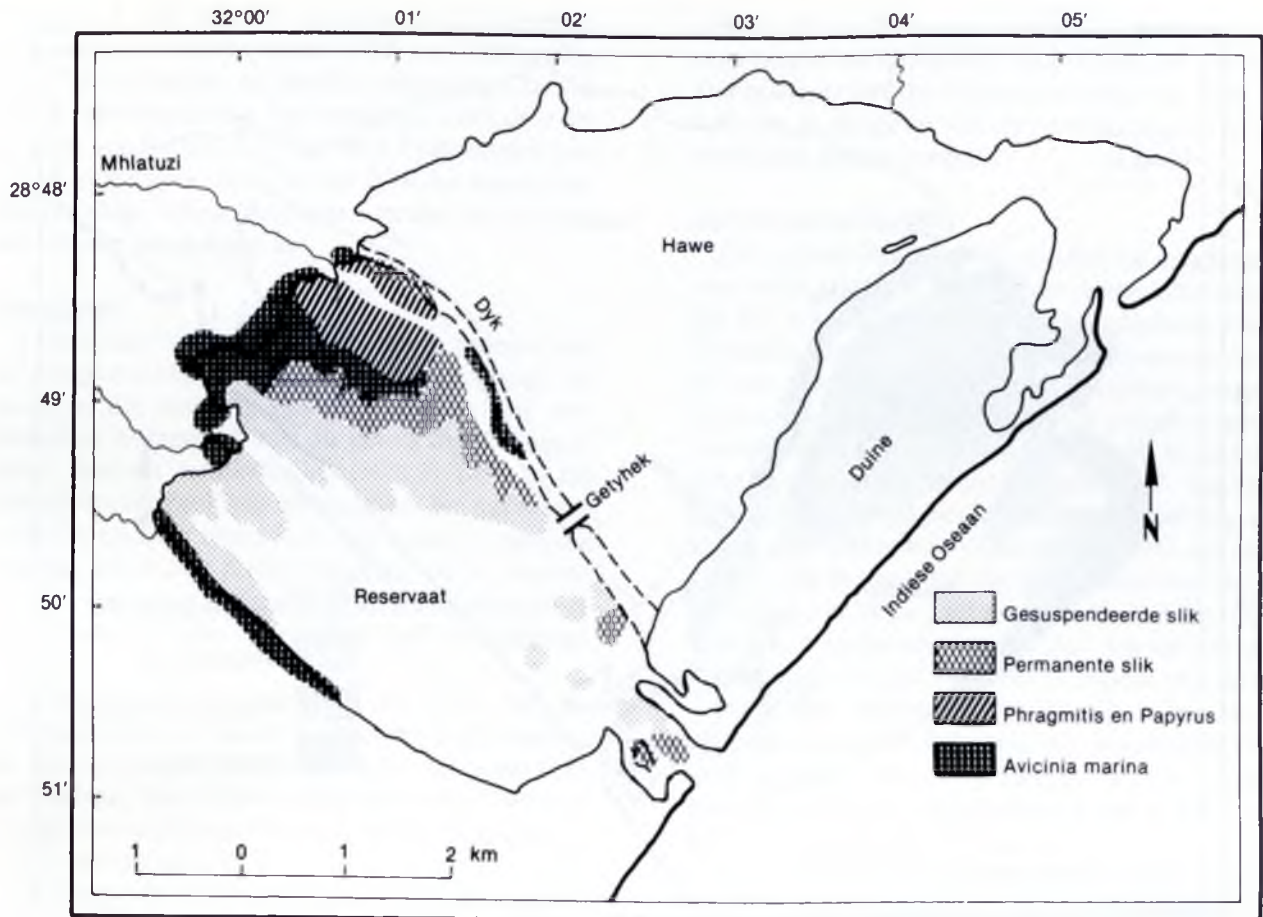 32°00′ 01′ 02′ 03′ 04′ 05′
Mhlatuzi
28°48′
Hawe
Dyk
49′
Getyhek
Duine
Indiese Oseaan
N
50′
Reservaat
Gesuspendeerde slik
Permanente slik
Phragmitis en Papyrus
Avicinia marina
51′
1 0 1 2 km